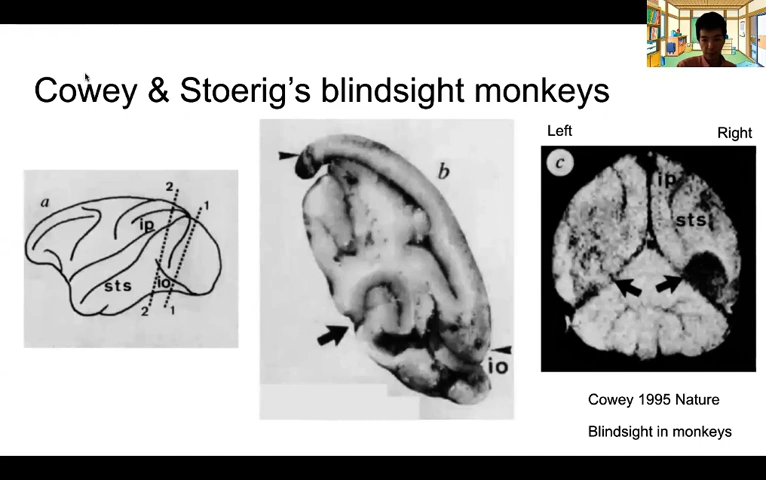 Cowey & Stoerig's blindsight monkeys
Left
Right
a
2
1
ip
sts
io
2
1
b
io
c
ip
sts
Cowey 1995 Nature
Blindsight in monkeys